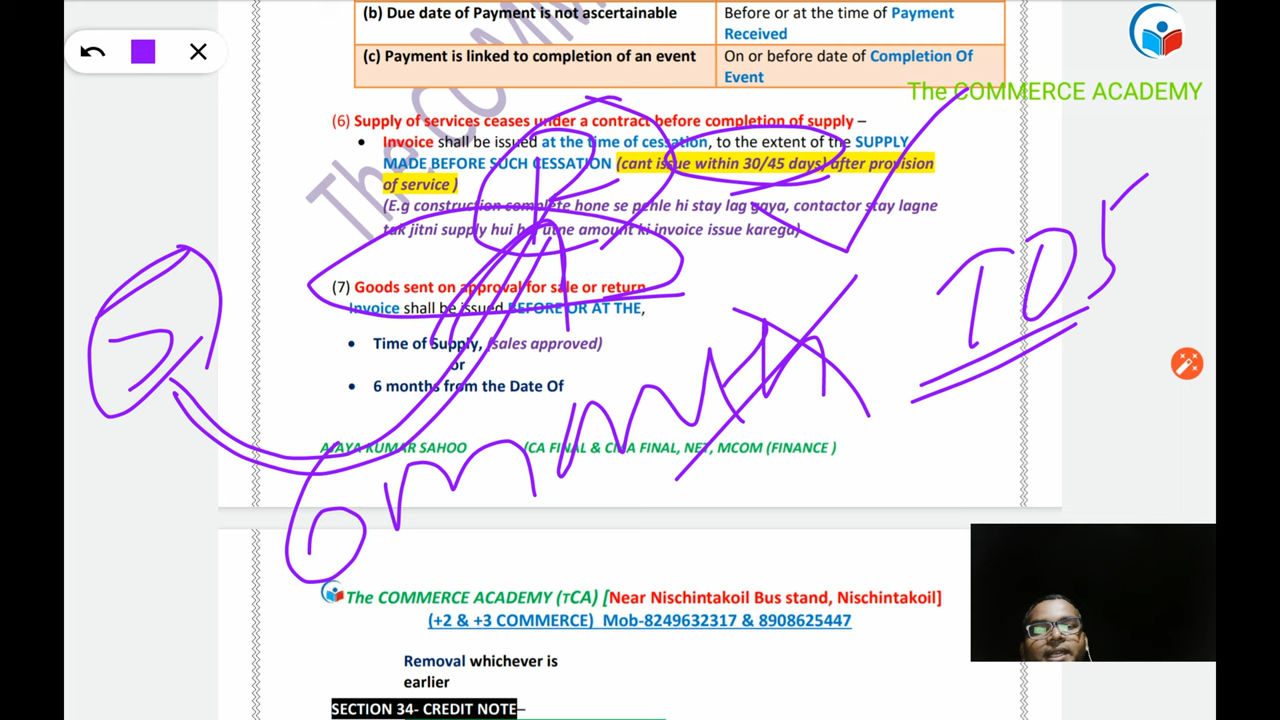 (b) Due date of Payment is not ascertainable
Before or at the time of Payment
Received
(c) Payment is linked to completion of an event
On or before date of Completion Of
Event
The COMMERCE ACADEMY
(6) Supply of services ceases under a contract before completion of supply –
• Invoice shall be issued at the time of cessation, to the extent of the SUPPLY
MADE BEFORE SUCH CESSATION (cant issue within 30/45 days) after provision
of service )
(E.g construction complete hone se pehle hi stay lag gaya, contactor stay lagne
tak jitni supply hui hai utne amount ki invoice issue karega)
(7) Goods sent on approval for sale or return
Invoice shall be issued BEFORE OR AT THE,
• Time of Supply, (sales approved)
or
• 6 months from the Date Of
6 month
AJAYA KUMAR SAHOO (CA FINAL & CMA FINAL, NET, MCOM (FINANCE )
The COMMERCE ACADEMY (TCA) [Near Nischintakoil Bus stand, Nischintakoil]
(+2 & +3 COMMERCE) Mob-8249632317 & 8908625447
Removal whichever is
earlier
SECTION 34- CREDIT NOTE–